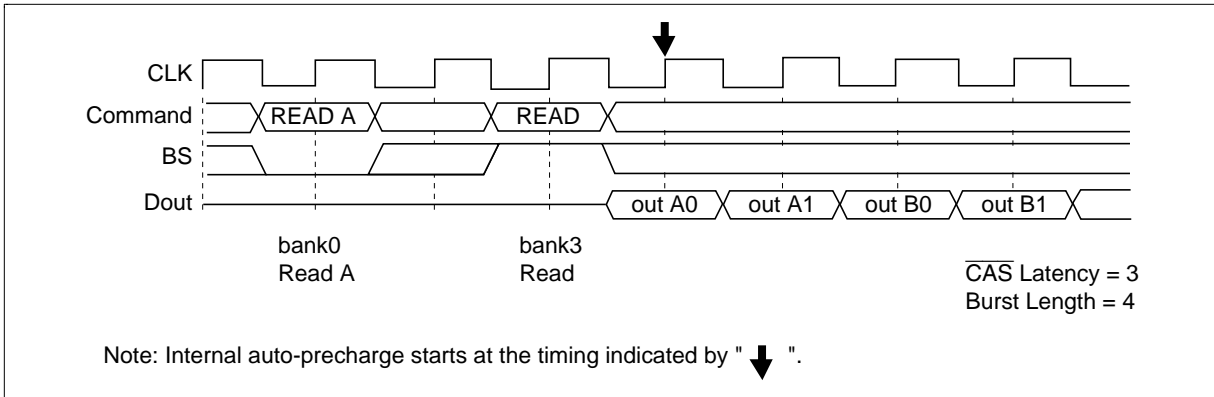 CLK
Command READ A READ
BS
Dout out A0 out A1 out B0 out B1
bank0 bank3
Read A Read
CAS Latency = 3
Burst Length = 4
Note: Internal auto-precharge starts at the timing indicated by " ".